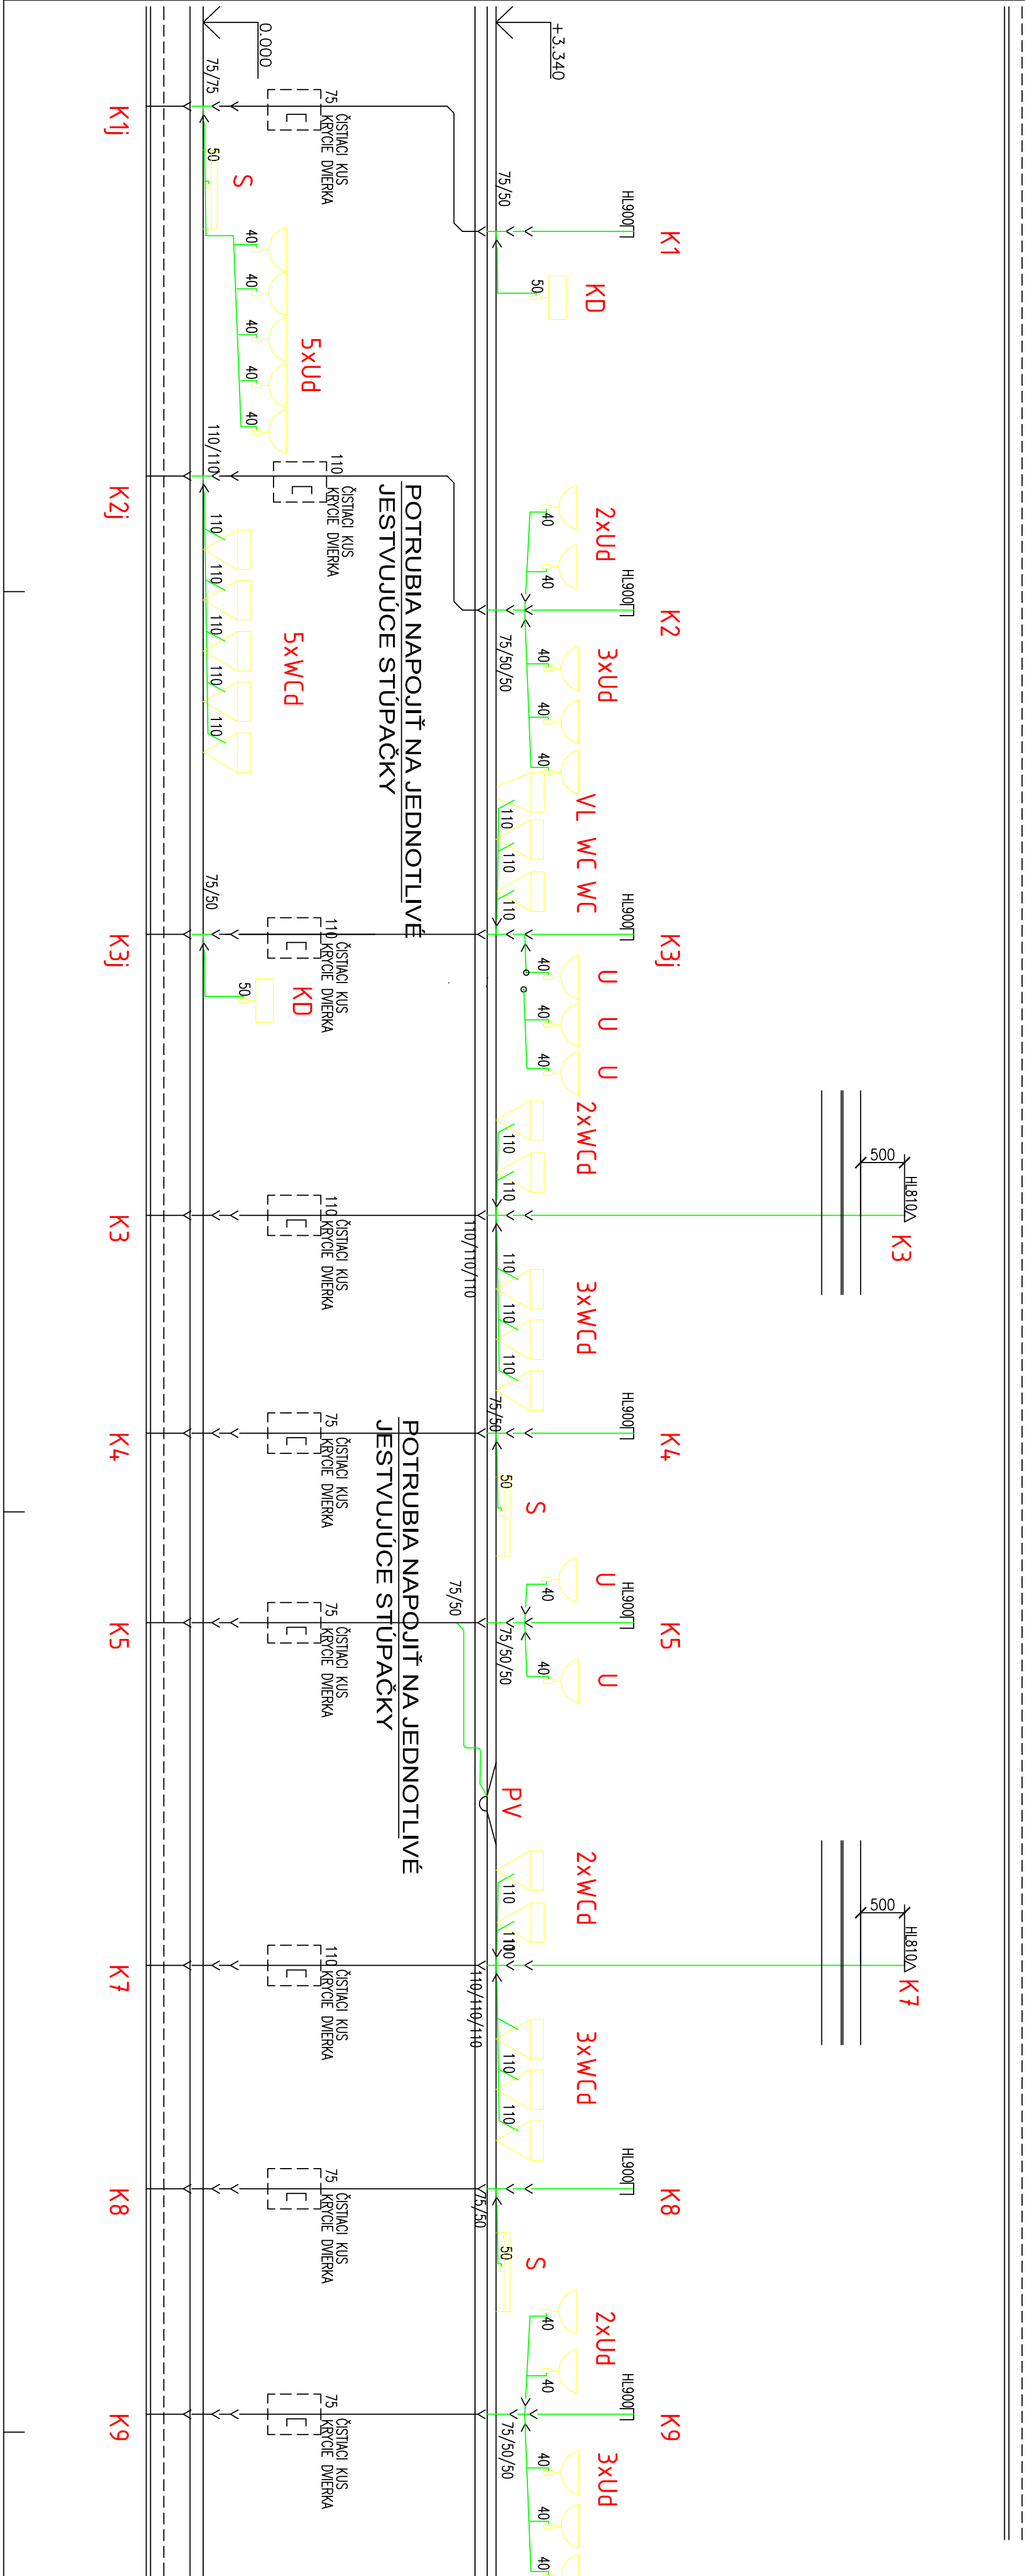 HL810
K3
500
HL810
K7
500
K1
K2
K3j
K4
K5
K8
K9
HL900
HL900
HL900
HL900
HL900
HL900
HL900
KD
2xUd
3xUd
VL WC WC
U
U
U
2xWCd
3xWCd
U
U
2xWCd
3xWCd
2xUd
3xUd
+3.340
50
40
40
40
40
40
40
40
40
S
40
40
S
40
40
40
40
40
75/50
75/50/50
110
110
110
110
110
110
110
110
75/50
50
75/50/50
PV
110
110
110
110
110/110/110
50
75/50/50
110/110/110
75/50
75/50
POTRUBIA NAPOJIŤ NA JEDNOTLIVÉ
JESTVUJÚCE STÚPAČKY
POTRUBIA NAPOJIŤ NA JEDNOTLIVÉ
JESTVUJÚCE STÚPAČKY
75 ČISTIACI KUS
KRYCIE DVIERKA
110 ČISTIACI KUS
KRYCIE DVIERKA
110 ČISTIACI KUS
KRYCIE DVIERKA
110 ČISTIACI KUS
KRYCIE DVIERKA
75 ČISTIACI KUS
KRYCIE DVIERKA
75 ČISTIACI KUS
KRYCIE DVIERKA
110 ČISTIACI KUS
KRYCIE DVIERKA
75 ČISTIACI KUS
KRYCIE DVIERKA
75 ČISTIACI KUS
KRYCIE DVIERKA
5xUd
5xWCd
KD
0.000
S
40
40
40
40
40
50
75/75
50
110/110
110
110
110
110
110
75/50
K1j
K2j
K3j
K3
K4
K5
K7
K8
K9